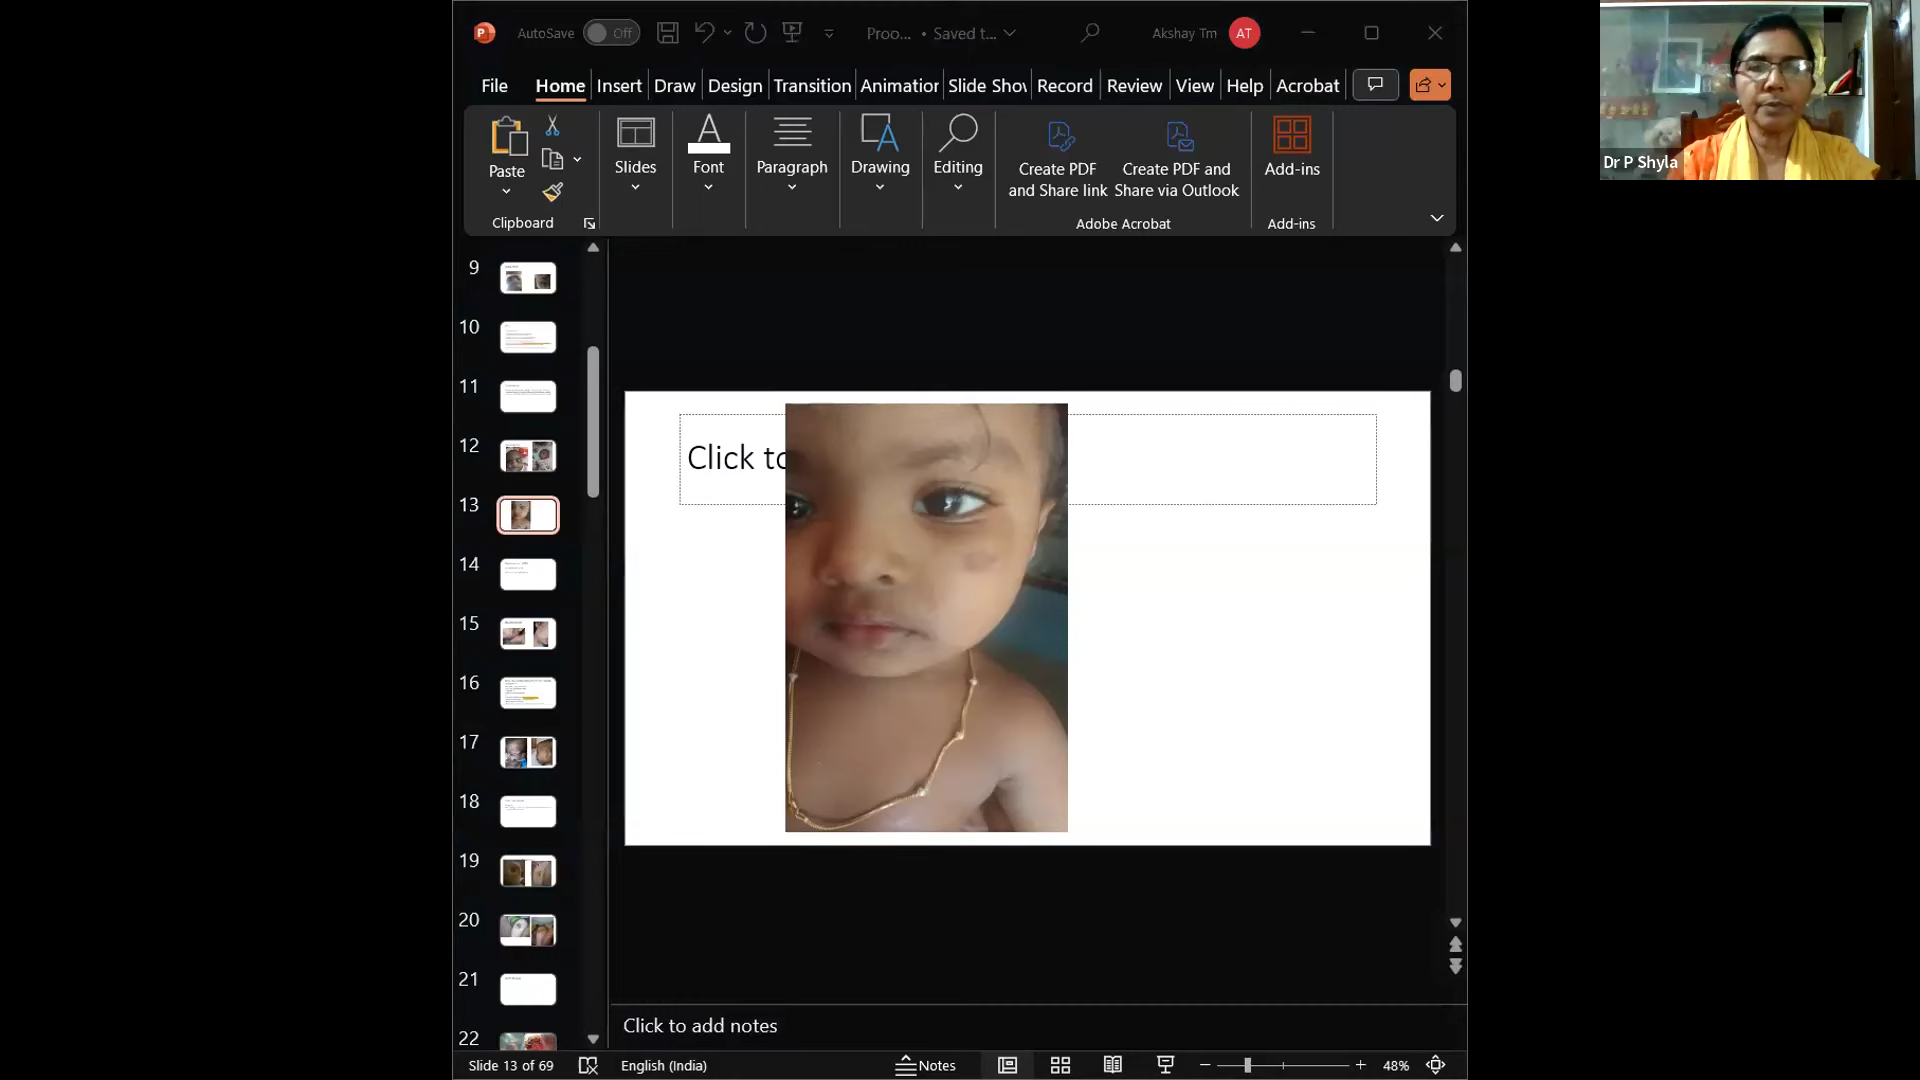 AutoSave Off Proo... • Saved t... Akshay Tm AT
File Home Insert Draw Design Transition Animation Slide Show Record Review View Help Acrobat
Paste Slides Font Paragraph Drawing Editing Create PDF and Share link Create PDF and Share via Outlook Add-ins
Clipboard Adobe Acrobat Add-ins
Dr P Shyla
9
10
11
12
13
14
15
16
17
18
19
20
21
22
Click to
Click to add notes
Slide 13 of 69 English (India) Notes 48%